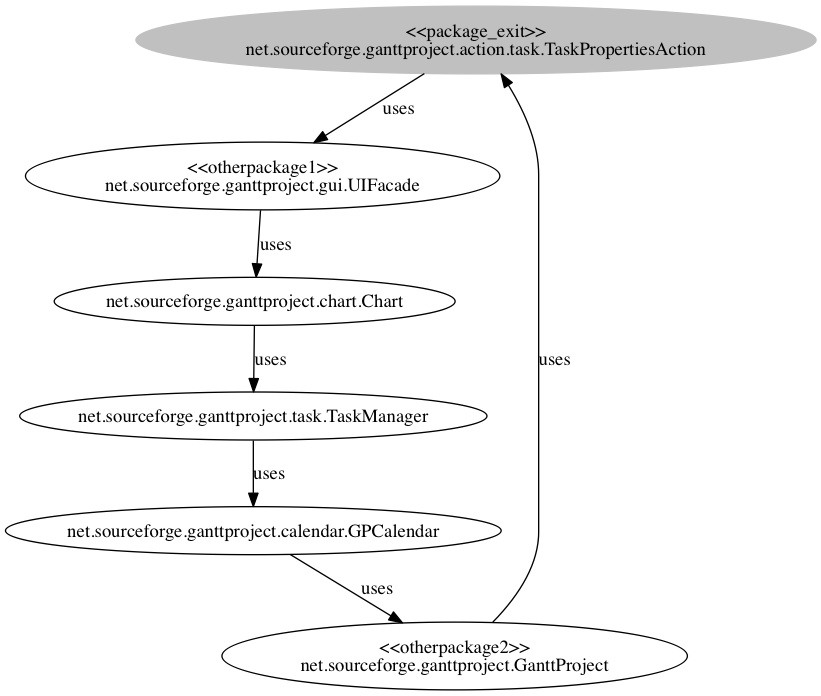 <<package_exit>>
net.sourceforge.ganttproject.action.task.TaskPropertiesAction
uses
<<otherpackage1>>
net.sourceforge.ganttproject.gui.UIFacade
uses
net.sourceforge.ganttproject.chart.Chart
uses
uses
net.sourceforge.ganttproject.task.TaskManager
uses
net.sourceforge.ganttproject.calendar.GPCalendar
uses
<<otherpackage2>>
net.sourceforge.ganttproject.GanttProject